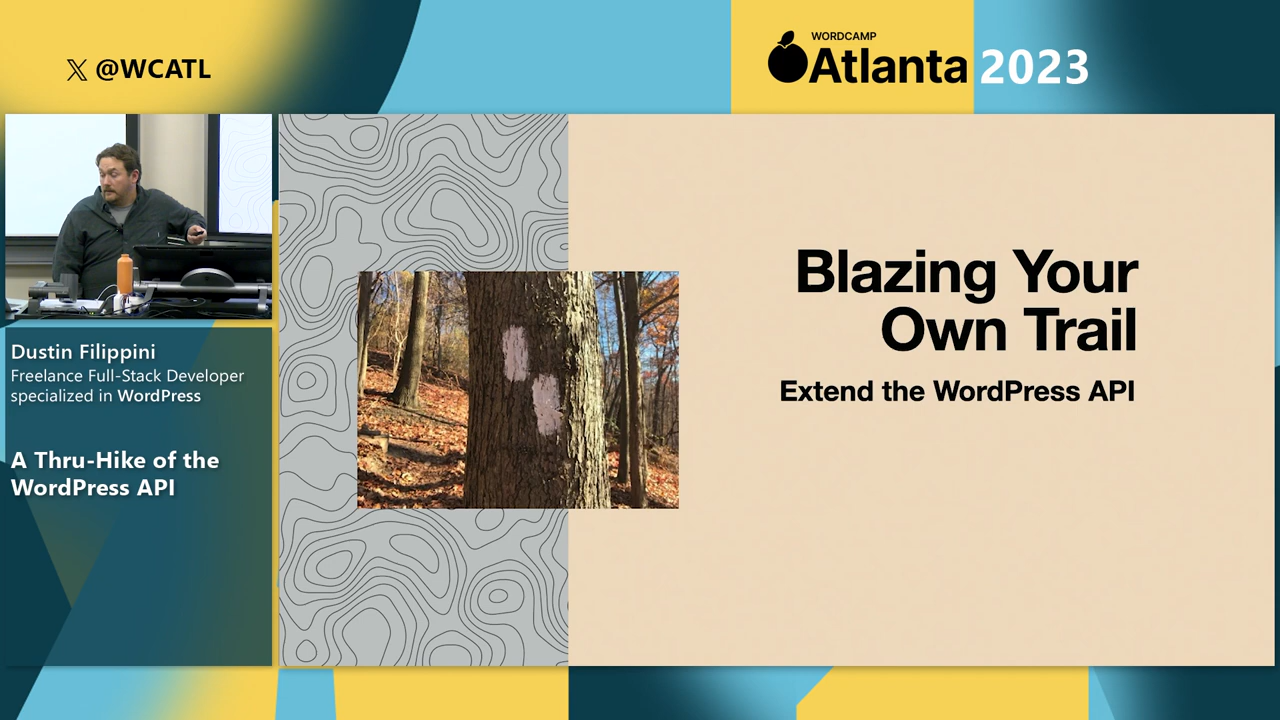 𝕏 @WCATL
WORDCAMP
Atlanta 2023
Dustin Filippini
Freelance Full-Stack Developer
specialized in WordPress
A Thru-Hike of the
WordPress API
Blazing Your
Own Trail
Extend the WordPress API